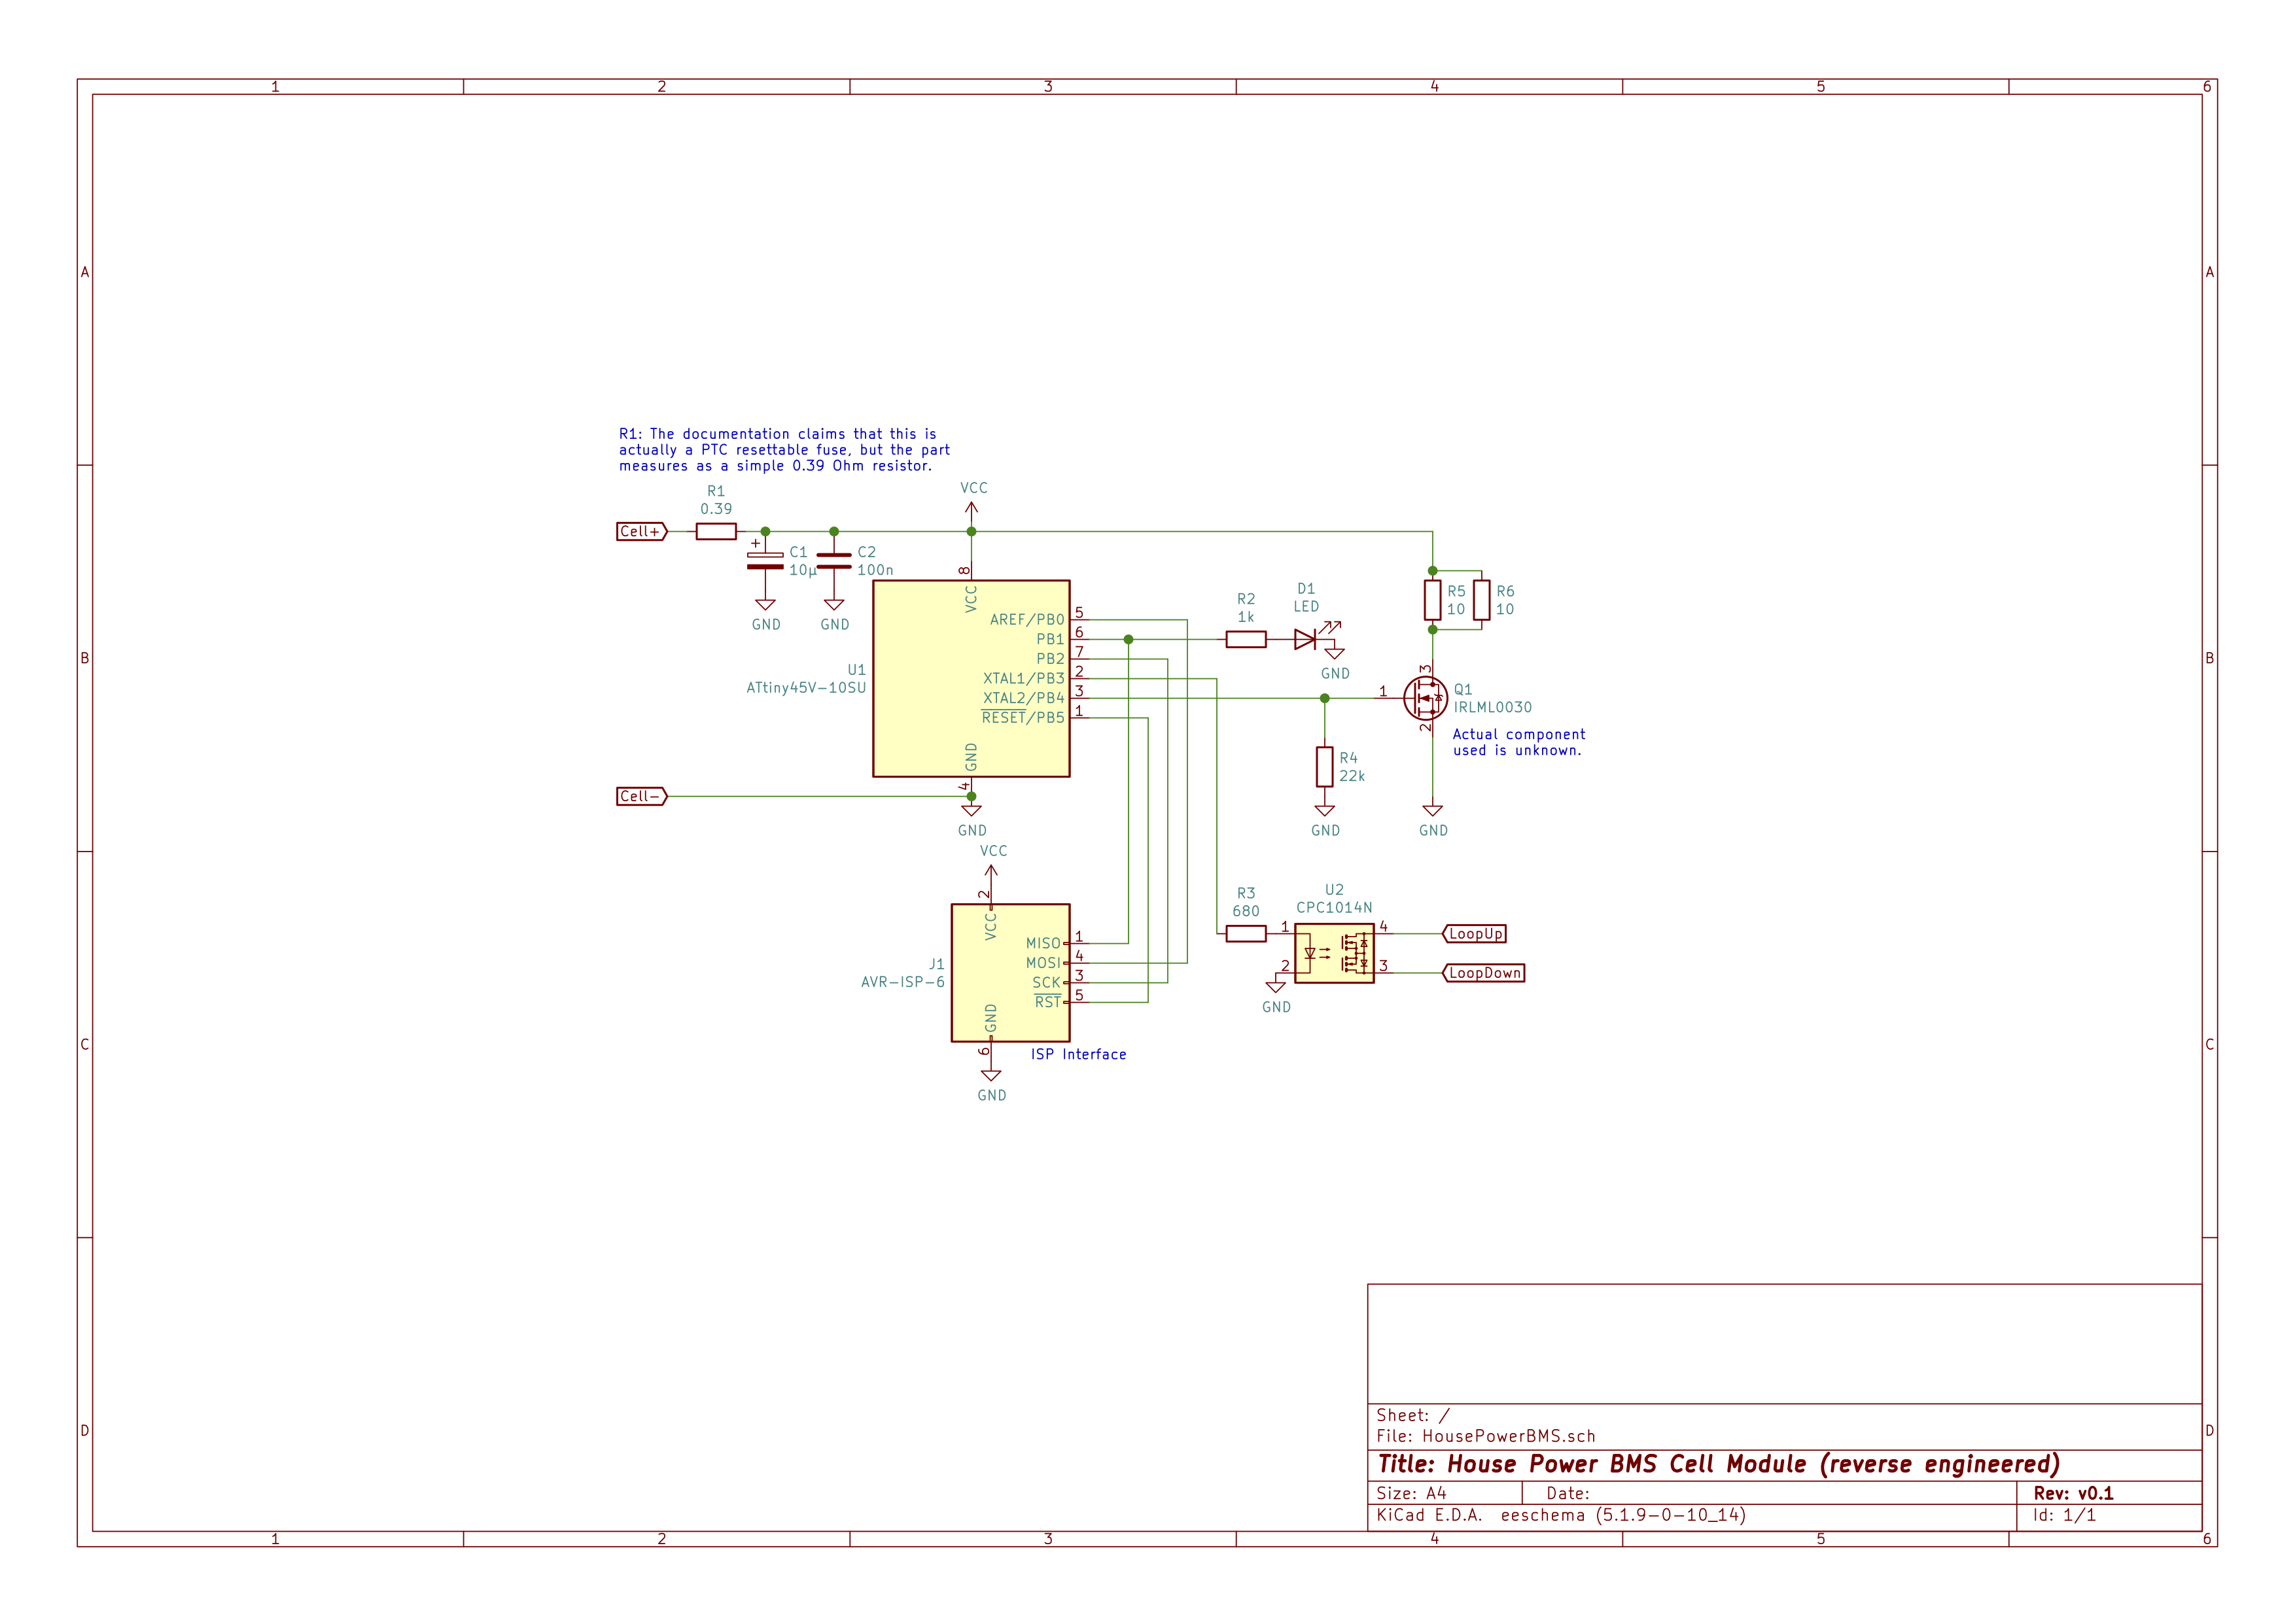 1 2 3 4 5 6
A A
R1: The documentation claims that this is
actually a PTC resettable fuse, but the part
measures as a simple 0.39 Ohm resistor.
VCC
R1
0.39
Cell+
+
C1
10µ
C2
100n
GND
GND
8
VCC
AREF/PB0 5
PB1 6
PB2 7
XTAL1/PB3 2
XTAL2/PB4 3
RESET/PB5 1
GND
4
U1
ATtiny45V-10SU
Cell-
GND
R2
1k
D1
LED
GND
R5
10
R6
10
3
1
2
Q1
IRLML0030
Actual component
used is unknown.
R4
22k
GND
GND
B B
VCC
2
VCC
MISO 1
MOSI 4
SCK 3
RST 5
GND
6
J1
AVR-ISP-6
ISP Interface
GND
R3
680
U2
CPC1014N
1
2
4
3
GND
LoopUp
LoopDown
C C
D D
Sheet: /
File: HousePowerBMS.sch
Title: House Power BMS Cell Module (reverse engineered)
Size: A4 Date: Rev: v0.1
KiCad E.D.A. eeschema (5.1.9-0-10_14) Id: 1/1
1 2 3 4 5 6